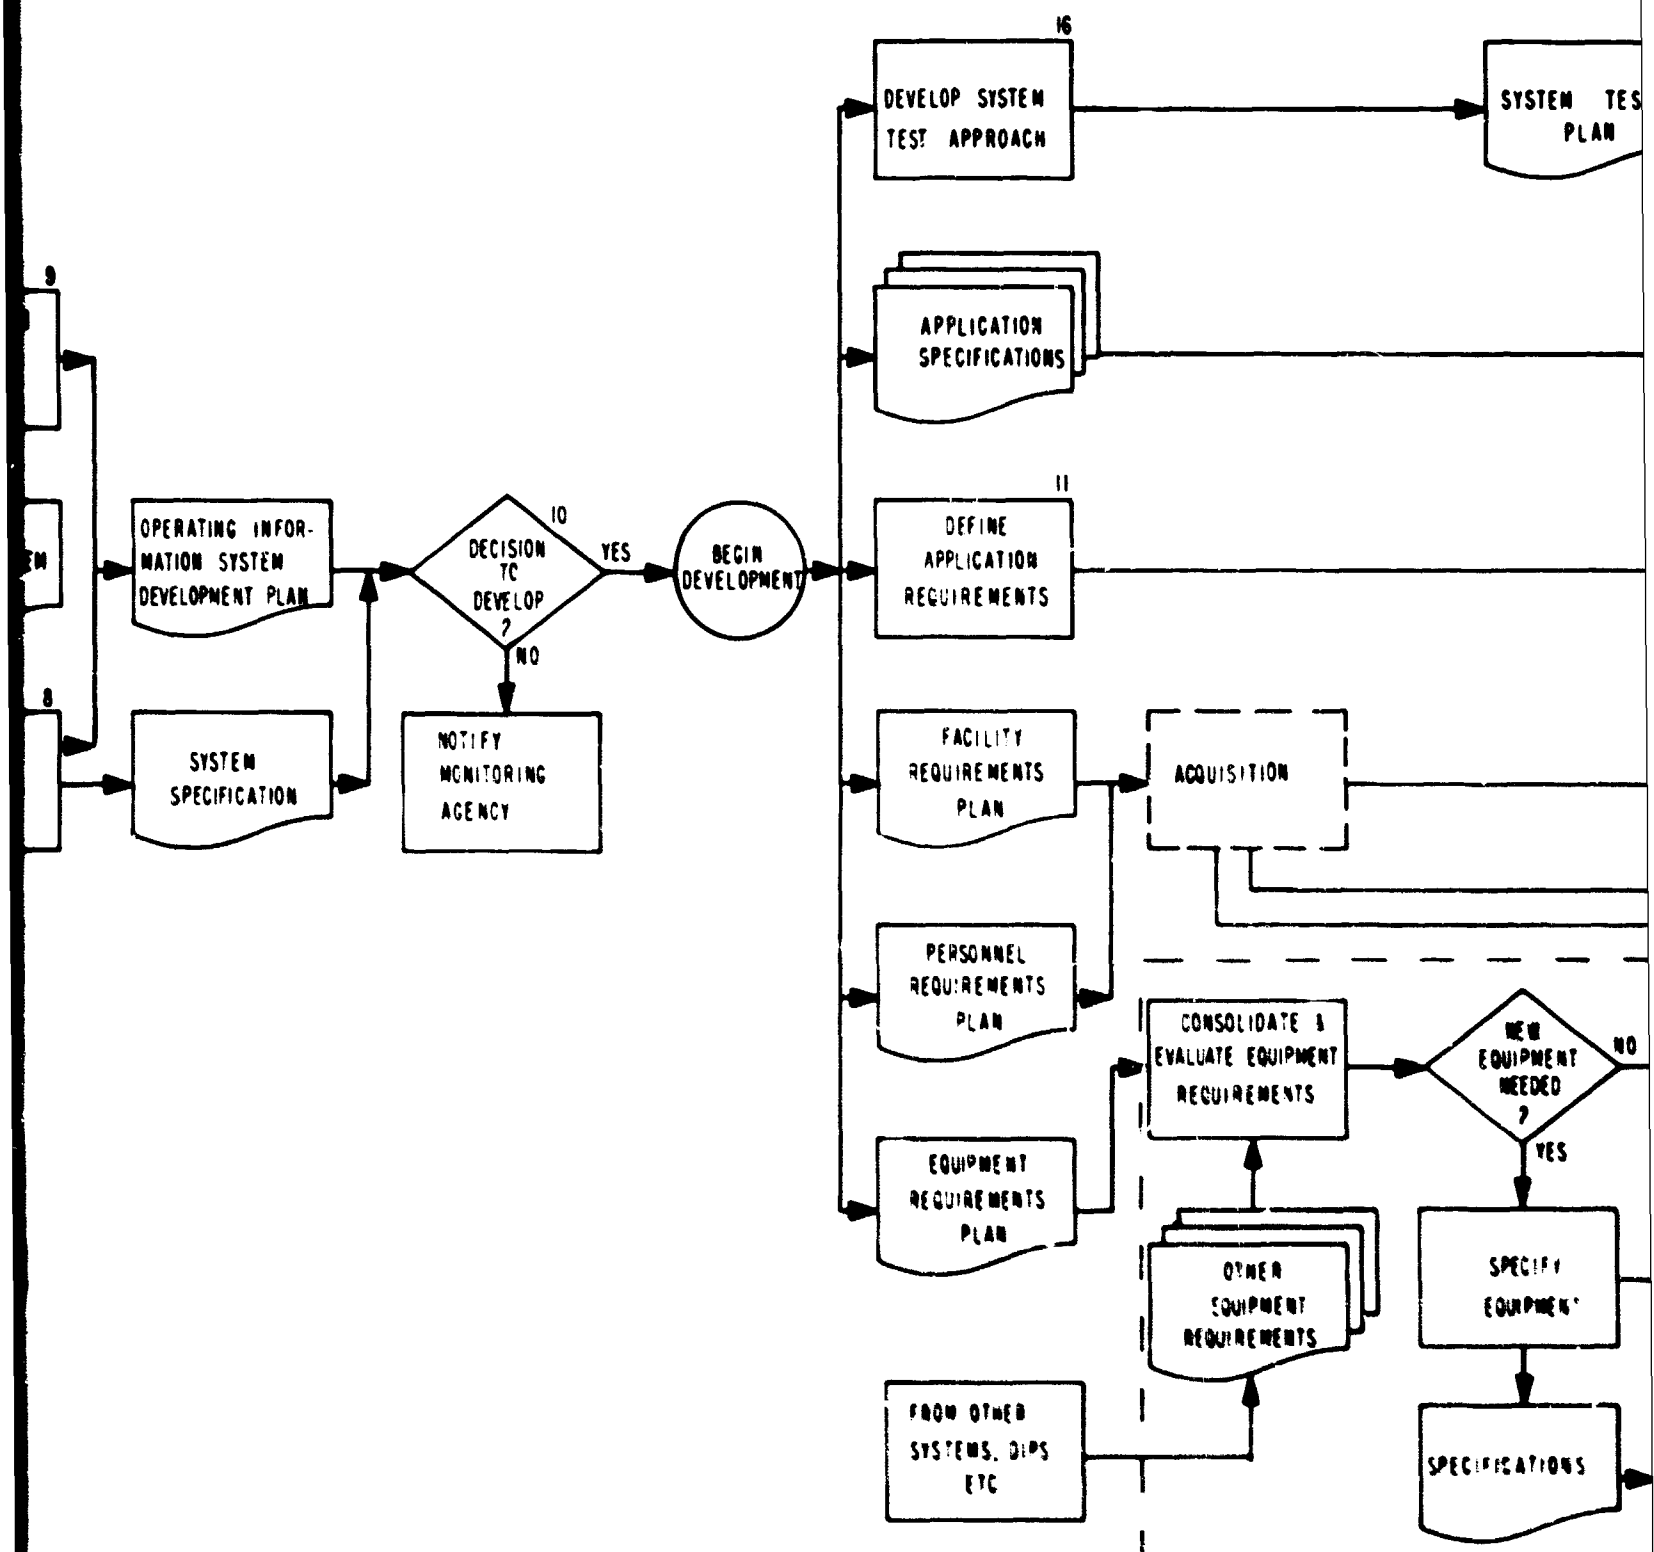 16
DEVELOP SYSTEM
TEST APPROACH
SYSTEM TES
PLAN
9
APPLICATION
SPECIFICATIONS
11
DEFINE
APPLICATION
REQUIREMENTS
EM
OPERATING INFOR-
MATION SYSTEM
DEVELOPMENT PLAN
10
DECISION
TO
DEVELOP
?
YES
NO
BEGIN
DEVELOPMENT
8
SYSTEM
SPECIFICATION
NOTIFY
MONITORING
AGENCY
FACILITY
REQUIREMENTS
PLAN
ACQUISITION
PERSONNEL
REQUIREMENTS
PLAN
CONSOLIDATE &
EVALUATE EQUIPMENT
REQUIREMENTS
NEW
EQUIPMENT
NEEDED
?
NO
YES
EQUIPMENT
REQUIREMENTS
PLAN
OTHER
EQUIPMENT
REQUIREMENTS
SPECIFY
EQUIPMENT
FROM OTHER
SYSTEMS, DIPS
ETC
SPECIFICATIONS